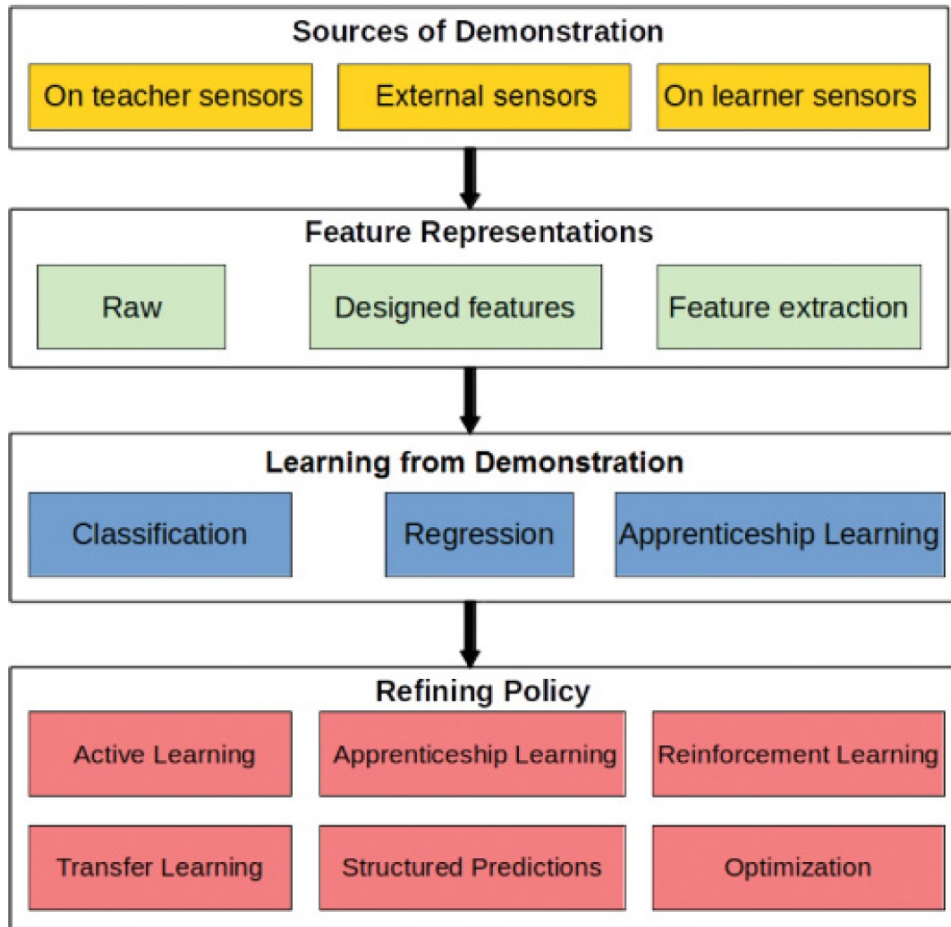 Sources of Demonstration
On teacher sensors
External sensors
On learner sensors
Feature Representations
Raw
Designed features
Feature extraction
Learning from Demonstration
Classification
Regression
Apprenticeship Learning
Refining Policy
Active Learning
Apprenticeship Learning
Reinforcement Learning
Transfer Learning
Structured Predictions
Optimization